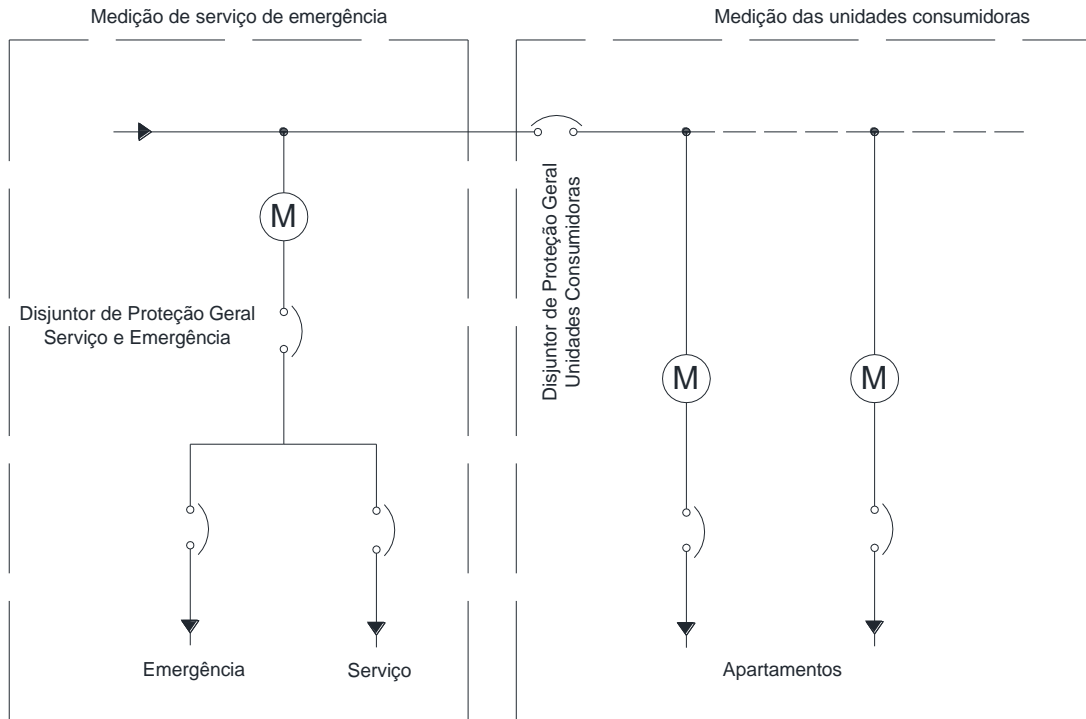 Medição de serviço de emergência
Medição das unidades consumidoras
M
Disjuntor de Proteção Geral
Serviço e Emergência
Disjuntor de Proteção Geral
Unidades Consumidoras
M
M
Emergência
Serviço
Apartamentos